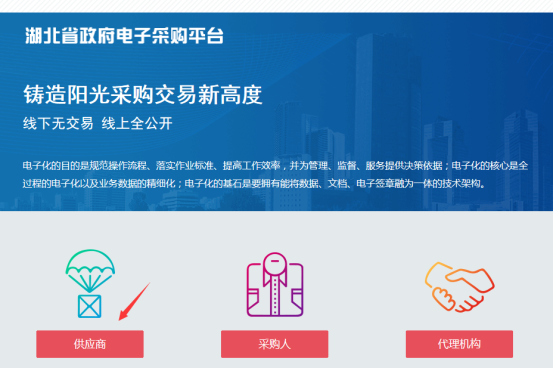 湖北省政府电子采购平台
铸造阳光采购交易新高度
线下无交易 线上全公开
电子化的目的是规范操作流程、落实作业标准、提高工作效率，并为管理、监督、服务提供决策依据；电子化的核心是全
过程的电子化以及业务数据的精细化；电子化的基石是要拥有能将数据、文档、电子签章融为一体的技术架构。
供应商
采购人
代理机构